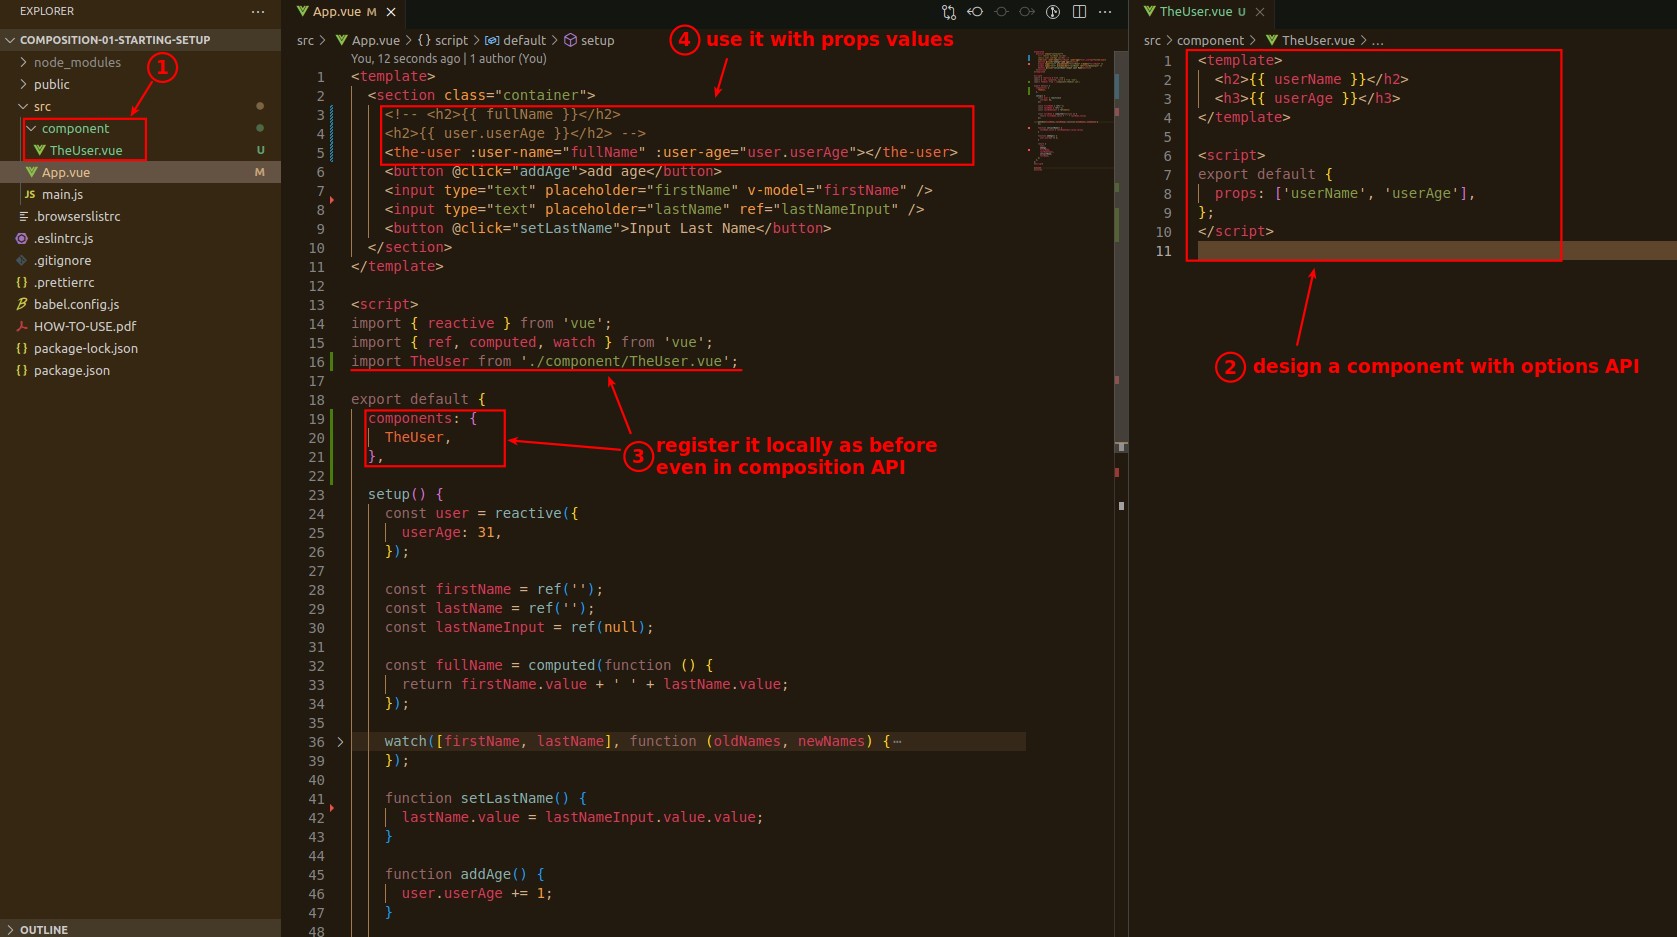 EXPLORER
COMPOSITION-01-STARTING-SETUP
node_modules
public
src
component
TheUser.vue U
App.vue M
JS main.js
.browserslistrc
.eslintrc.js
.gitignore
{} .prettierrc
babel.config.js
HOW-TO-USE.pdf
{} package-lock.json
{} package.json
OUTLINE
1
App.vue M
src > App.vue > {} script > default > setup
4 use it with props values
You, 12 seconds ago | 1 author (You)
1 <template>
2 <section class="container">
3 <!-- <h2>{{ fullName }}</h2>
4 <h2>{{ user.userAge }}</h2> -->
5 <the-user :user-name="fullName" :user-age="user.userAge"></the-user>
6 <button @click="addAge">add age</button>
7 <input type="text" placeholder="firstName" v-model="firstName" />
8 <input type="text" placeholder="lastName" ref="lastNameInput" />
9 <button @click="setLastName">Input Last Name</button>
10 </section>
11 </template>
12
13 <script>
14 import { reactive } from 'vue';
15 import { ref, computed, watch } from 'vue';
16 import TheUser from './component/TheUser.vue';
17
18 export default {
19 components: {
20 TheUser,
21 },
22
3 register it locally as before
even in composition API
23 setup() {
24 const user = reactive({
25 userAge: 31,
26 });
27
28 const firstName = ref('');
29 const lastName = ref('');
30 const lastNameInput = ref(null);
31
32 const fullName = computed(function () {
33 return firstName.value + ' ' + lastName.value;
34 });
35
36 watch([firstName, lastName], function (oldNames, newNames) {⋯
39 });
40
41 function setLastName() {
42 lastName.value = lastNameInput.value.value;
43 }
44
45 function addAge() {
46 user.userAge += 1;
47 }
48
TheUser.vue U
src > component > TheUser.vue > ...
1 <template>
2 <h2>{{ userName }}</h2>
3 <h3>{{ userAge }}</h3>
4 </template>
5
6 <script>
7 export default {
8 props: ['userName', 'userAge'],
9 };
10 </script>
11
2 design a component with options API